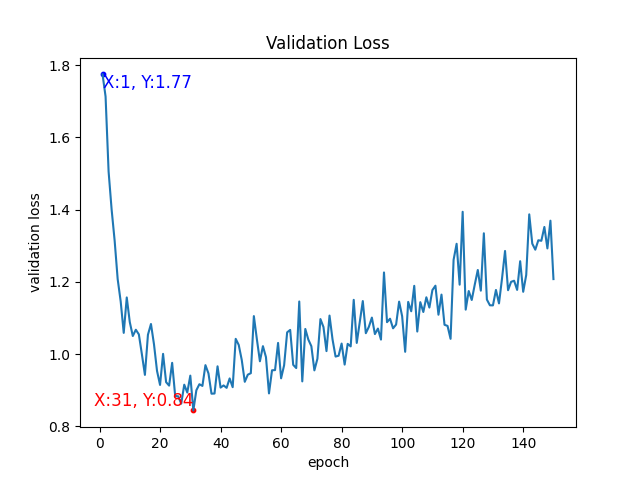 Validation Loss
1.8
X:1, Y:1.77
1.6
1.4
validation loss
1.2
1.0
X:31, Y:0.84
0.8
0 20 40 60 80 100 120 140
epoch